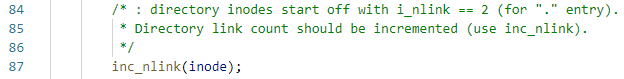 84 /* : directory inodes start off with i_nlink == 2 (for "." entry).
85 * Directory link count should be incremented (use inc_nlink).
86 */
87 inc_nlink(inode);